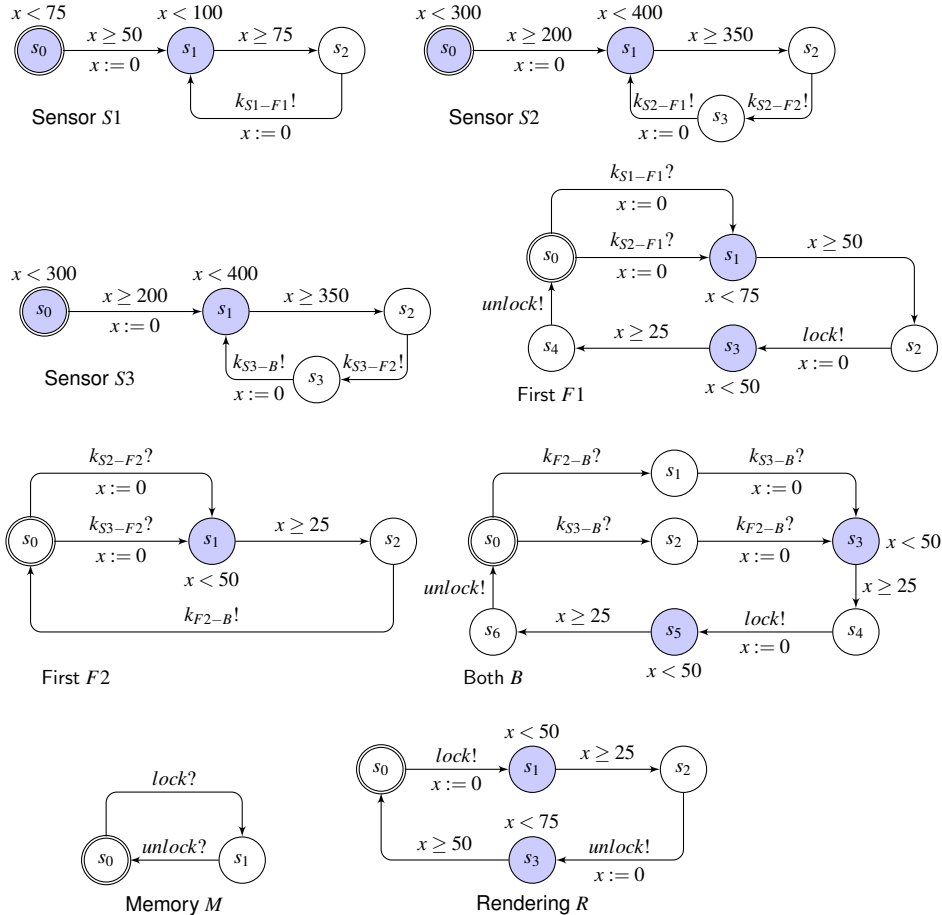 x < 75
x < 100
x < 300
x < 400
s0 x ≥ 50 s1 x ≥ 75 s2
x := 0
kS1−F1!
x := 0
Sensor S1
s0 x ≥ 200 s1 x ≥ 350 s2
x := 0
kS2−F1! kS2−F2!
x := 0 s3
Sensor S2
x < 300
x < 400
s0 x ≥ 200 s1 x ≥ 350 s2
x := 0
kS3−B! kS3−F2!
x := 0 s3
Sensor S3
kS1−F1?
x := 0
s0 kS2−F1? s1 x ≥ 50
x := 0
x < 75
unlock!
s4 x ≥ 25 s3 lock! s2
x := 0
x < 50
First F1
kS2−F2?
x := 0
s0 kS3−F2? s1 x ≥ 25 s2
x := 0
x < 50
kF2−B!
First F2
kF2−B? s1 kS3−B?
x := 0
s0 kS3−B? s2 kF2−B? s3 x < 50
x := 0
unlock! x ≥ 25
s6 x ≥ 25 s5 lock! s4
x := 0
x < 50
Both B
lock?
s0 unlock? s1
Memory M
x < 50
s0 lock! s1 x ≥ 25 s2
x := 0
x < 75
x ≥ 50 s3 unlock!
x := 0
Rendering R